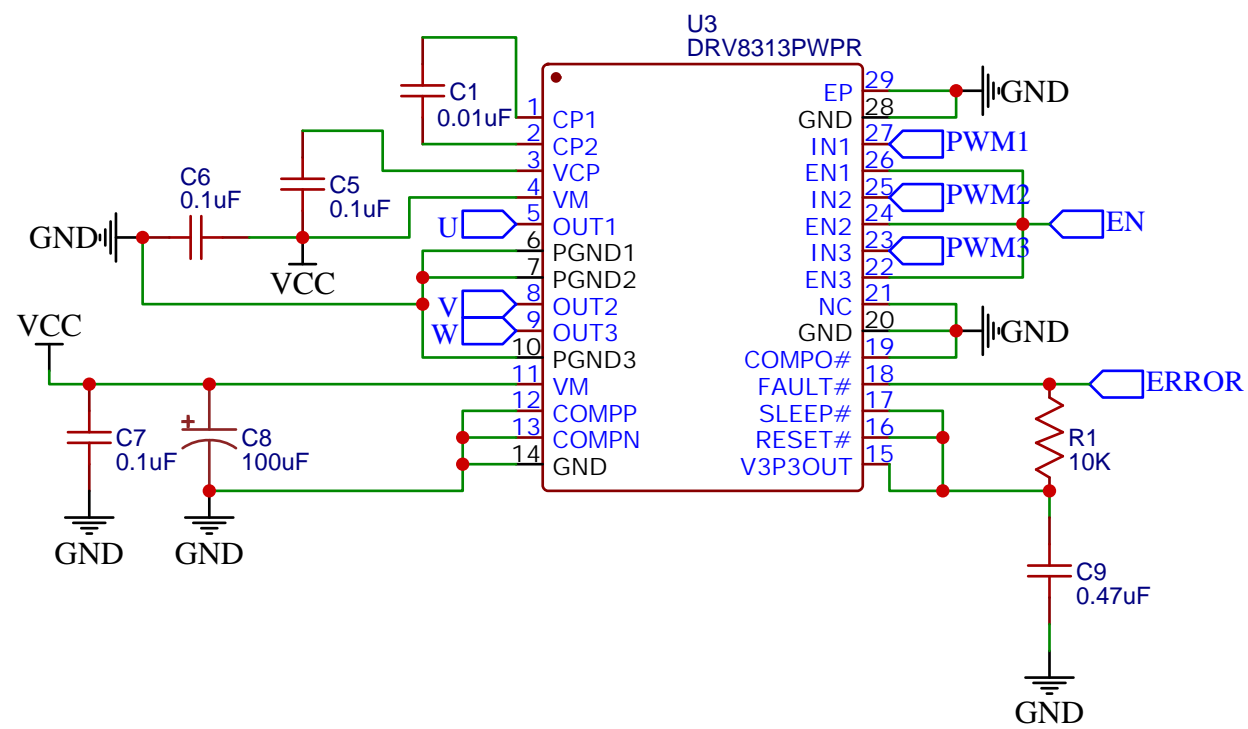 U3
DRV8313PWPR
C1
0.01uF
C6
0.1uF
C5
0.1uF
GND
VCC
U
V
W
VCC
C7
0.1uF
C8
100uF
+
GND
GND
1 CP1
2 CP2
3 VCP
4 VM
5 OUT1
6 PGND1
7 PGND2
8 OUT2
9 OUT3
10 PGND3
11 VM
12 COMPP
13 COMPN
14 GND
EP 29
GND 28
IN1 27
EN1 26
IN2 25
EN2 24
IN3 23
EN3 22
NC 21
GND 20
COMPO# 19
FAULT# 18
SLEEP# 17
RESET# 16
V3P3OUT 15
GND
PWM1
PWM2
EN
PWM3
GND
ERROR
R1
10K
C9
0.47uF
GND